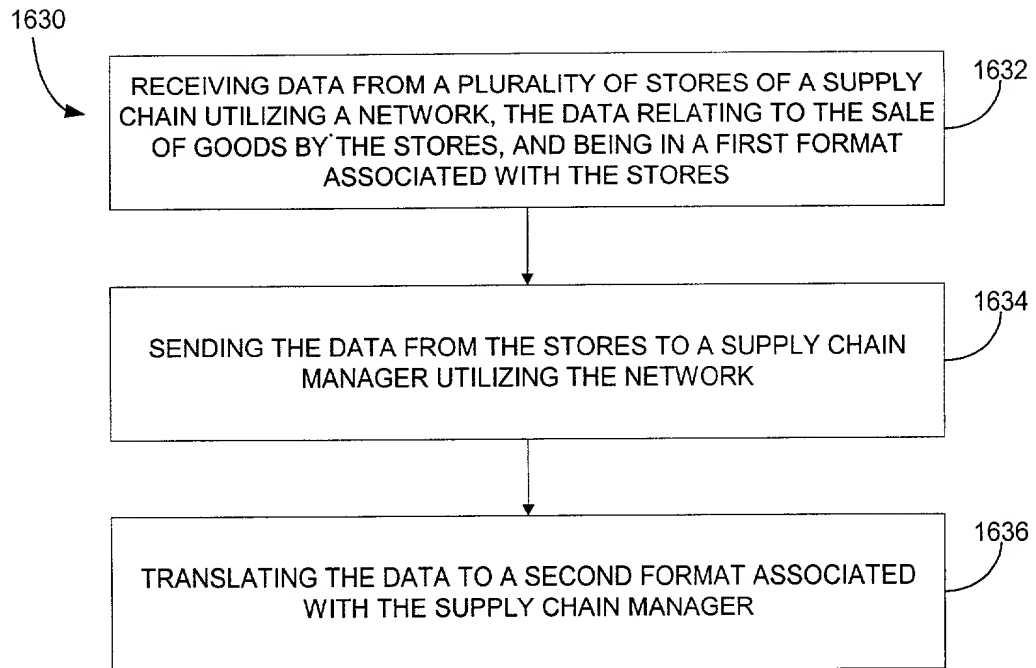 1630
1632
RECEIVING DATA FROM A PLURALITY OF STORES OF A SUPPLY
CHAIN UTILIZING A NETWORK, THE DATA RELATING TO THE SALE
OF GOODS BY THE STORES, AND BEING IN A FIRST FORMAT
ASSOCIATED WITH THE STORES
1634
SENDING THE DATA FROM THE STORES TO A SUPPLY CHAIN
MANAGER UTILIZING THE NETWORK
1636
TRANSLATING THE DATA TO A SECOND FORMAT ASSOCIATED
WITH THE SUPPLY CHAIN MANAGER